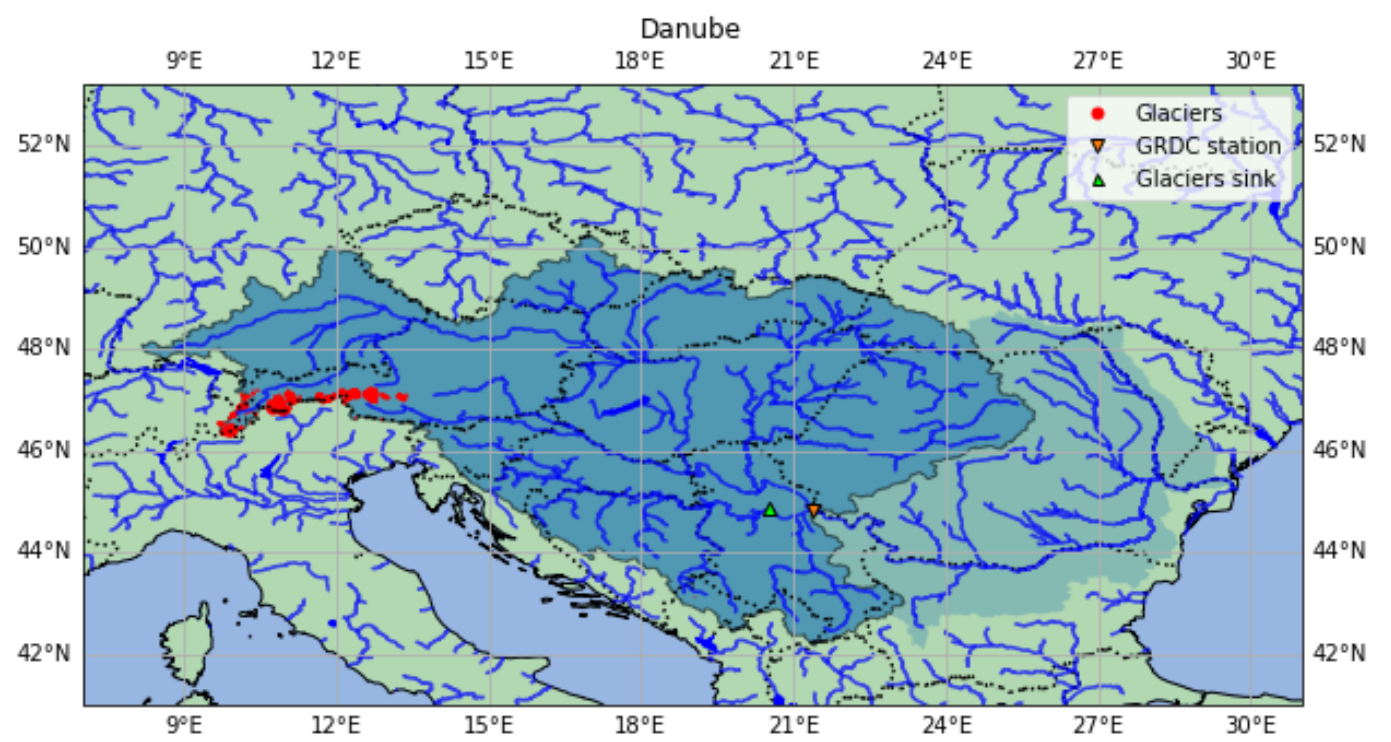 Danube
9°E 12°E 15°E 18°E 21°E 24°E 27°E 30°E
Glaciers
52°N 52°N
GRDC station
Glaciers sink
50°N 50°N
48°N 48°N
46°N 46°N
44°N 44°N
42°N 42°N
9°E 12°E 15°E 18°E 21°E 24°E 27°E 30°E